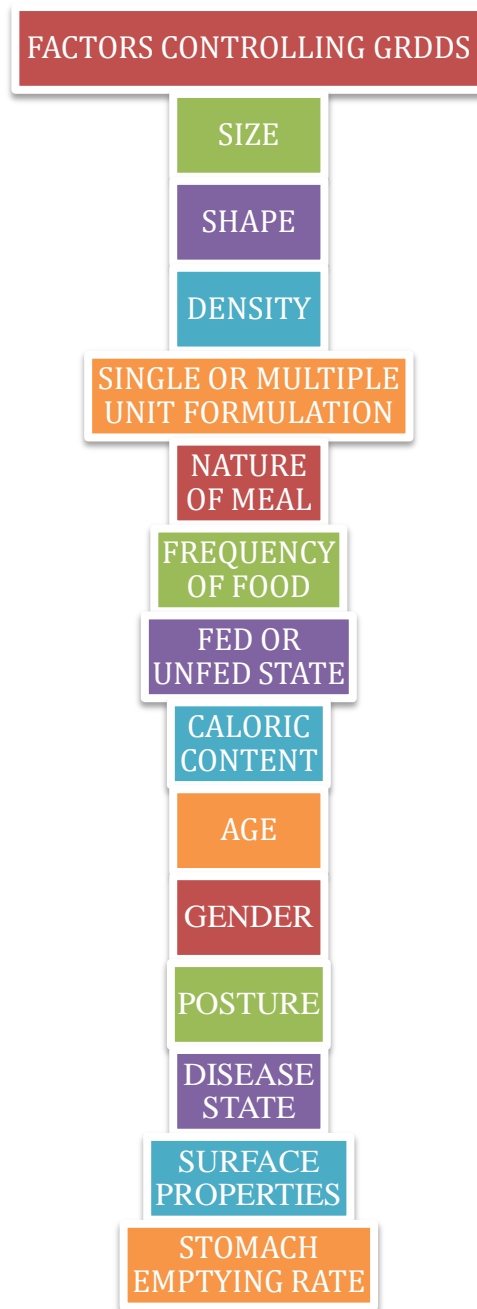 FACTORS CONTROLLING GRDDS
SIZE
SHAPE
DENSITY
SINGLE OR MULTIPLE
UNIT FORMULATION
NATURE
OF MEAL
FREQUENCY
OF FOOD
FED OR
UNFED STATE
CALORIC
CONTENT
AGE
GENDER
POSTURE
DISEASE
STATE
SURFACE
PROPERTIES
STOMACH
EMPTYING RATE